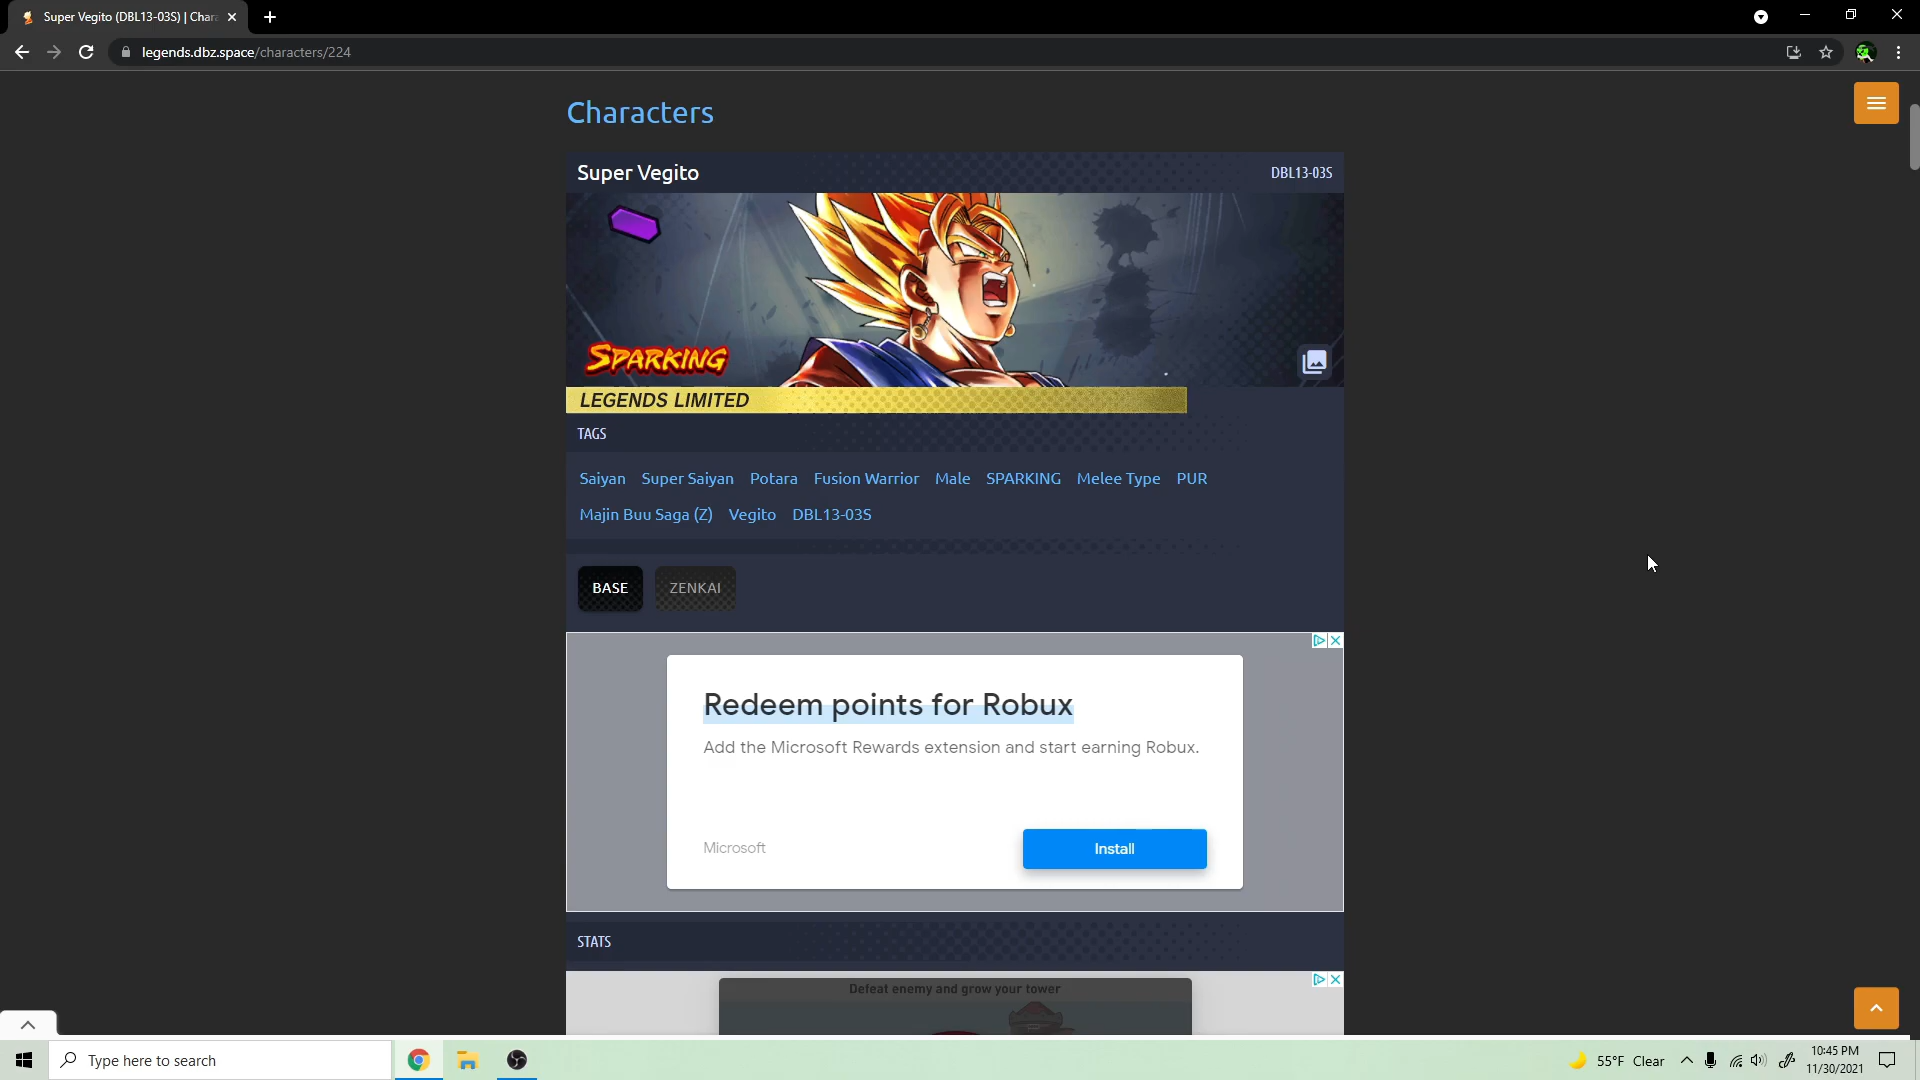 Super Vegito (DBL13-03S) | Chara
legends.dbz.space/characters/224
Characters
Super Vegito
DBL13-03S
SPARKING
LEGENDS LIMITED
TAGS
Saiyan Super Saiyan Potara Fusion Warrior Male SPARKING Melee Type PUR
Majin Buu Saga (Z) Vegito DBL13-03S
BASE ZENKAI
Redeem points for Robux
Add the Microsoft Rewards extension and start earning Robux.
Microsoft
Install
STATS
Defeat enemy and grow your tower
Type here to search
55°F Clear
10:45 PM
11/30/2021